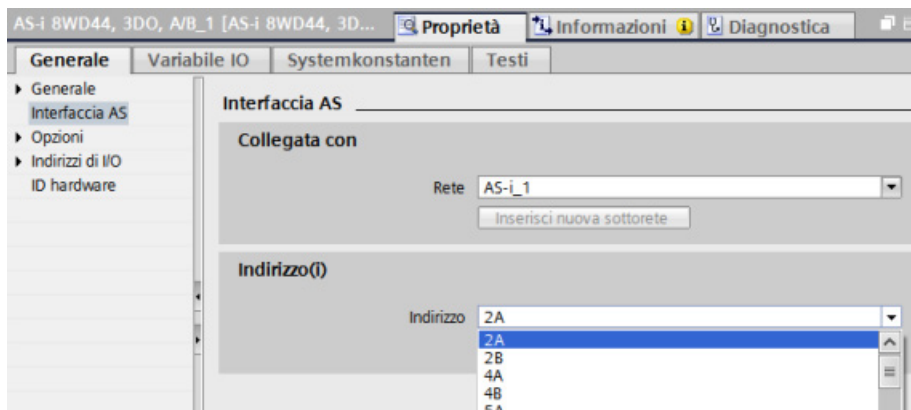 AS-i 8WD44, 3DO, A/B_1 [AS-i 8WD44, 3D... Proprietà Informazioni Diagnostica
Generale Variabile IO Systemkonstanten Testi
Generale
Interfaccia AS
Opzioni
Indirizzi di I/O
ID hardware
Interfaccia AS
Collegata con
Rete AS-i_1
Inserisci nuova sottorete
Indirizzo(i)
Indirizzo 2A
2A
2B
4A
4B
5A